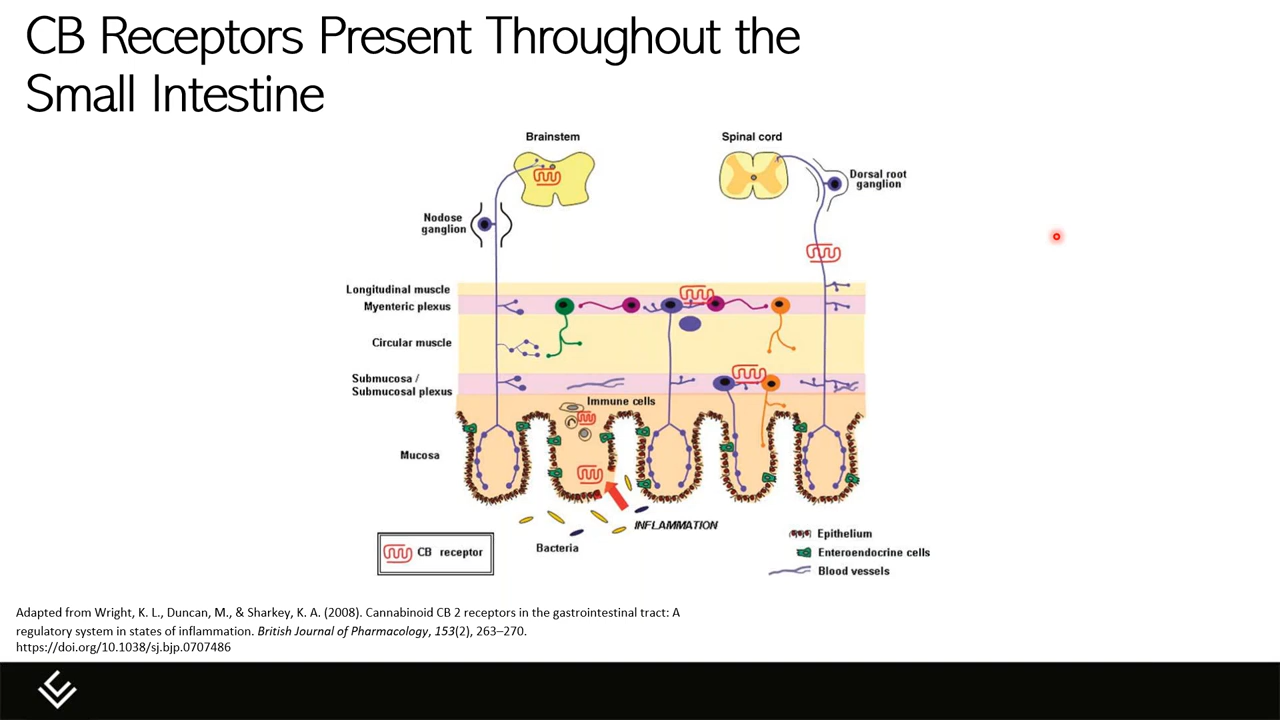 CB Receptors Present Throughout the
Small Intestine
Brainstem
Spinal cord
Dorsal root
ganglion
Nodose
ganglion
Longitudinal muscle
Myenteric plexus
Circular muscle
Submucosa /
Submucosal plexus
Immune cells
Mucosa
INFLAMMATION
Bacteria
CB receptor
Epithelium
Enteroendocrine cells
Blood vessels
Adapted from Wright, K. L., Duncan, M., & Sharkey, K. A. (2008). Cannabinoid CB 2 receptors in the gastrointestinal tract: A
regulatory system in states of inflammation. British Journal of Pharmacology, 153(2), 263–270.
https://doi.org/10.1038/sj.bjp.0707486